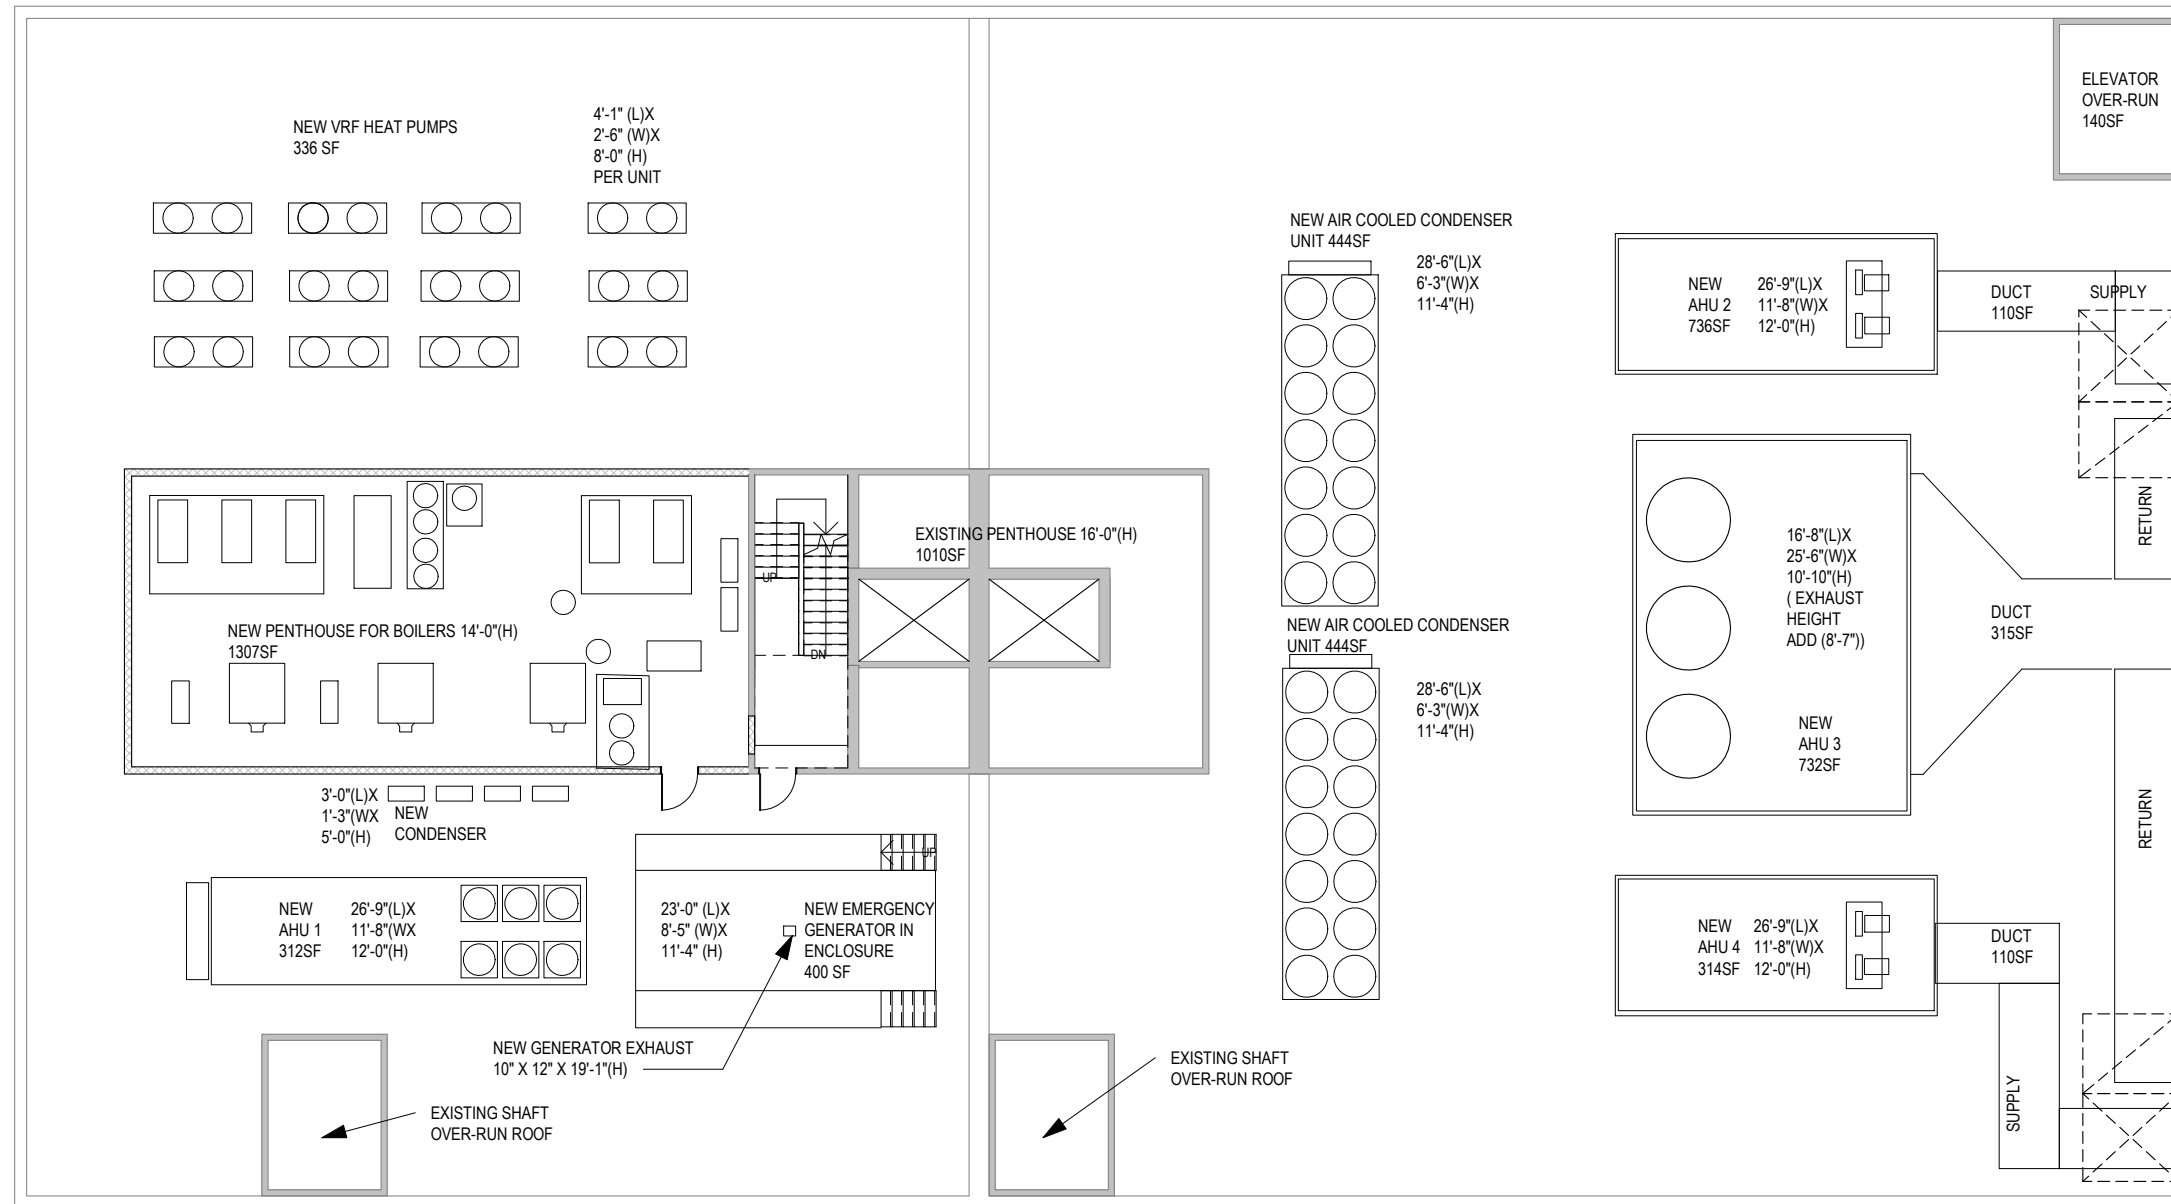 NEW VRF HEAT PUMPS
336 SF
4'-1" (L)X
2'-6" (W)X
8'-0" (H)
PER UNIT
ELEVATOR
OVER-RUN
140SF
NEW AIR COOLED CONDENSER
UNIT 444SF
28'-6"(L)X
6'-3"(W)X
11'-4"(H)
NEW
AHU 2
736SF
26'-9"(L)X
11'-8"(W)X
12'-0"(H)
DUCT
110SF
SUPPLY
RETURN
EXISTING PENTHOUSE 16'-0"(H)
1010SF
UP
DN
NEW PENTHOUSE FOR BOILERS 14'-0"(H)
1307SF
NEW AIR COOLED CONDENSER
UNIT 444SF
28'-6"(L)X
6'-3"(W)X
11'-4"(H)
16'-8"(L)X
25'-6"(W)X
10'-10"(H)
( EXHAUST
HEIGHT
ADD (8'-7"))
NEW
AHU 3
732SF
DUCT
315SF
RETURN
3'-0"(L)X
1'-3"(WX
5'-0"(H)
NEW
CONDENSER
UP
NEW
AHU 1
312SF
26'-9"(L)X
11'-8"(WX
12'-0"(H)
23'-0" (L)X
8'-5" (W)X
11'-4" (H)
NEW EMERGENCY
GENERATOR IN
ENCLOSURE
400 SF
NEW
AHU 4
314SF
26'-9"(L)X
11'-8"(W)X
12'-0"(H)
DUCT
110SF
SUPPLY
NEW GENERATOR EXHAUST
10" X 12" X 19'-1"(H)
EXISTING SHAFT
OVER-RUN ROOF
EXISTING SHAFT
OVER-RUN ROOF